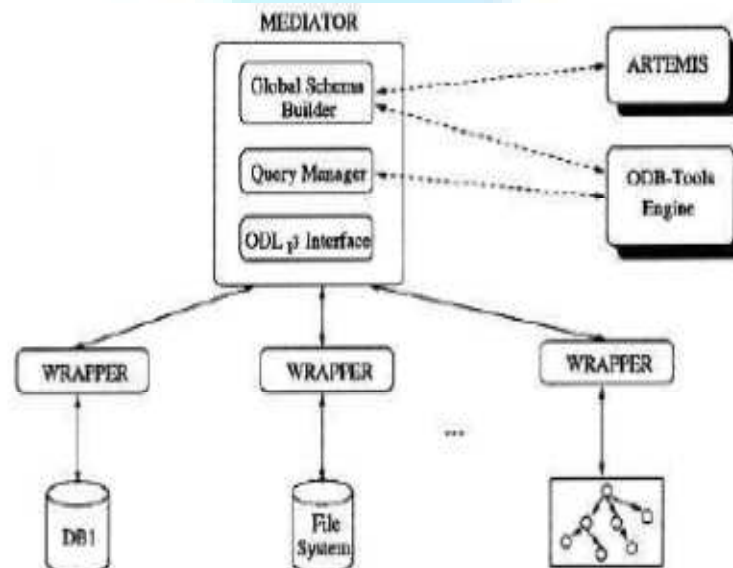 MEDIATOR
Global Schema
Builder
ARTEMIS
Query Manager
ODB-Tools
Engine
ODL I3 Interface
WRAPPER
WRAPPER
WRAPPER
...
DB1
File
System